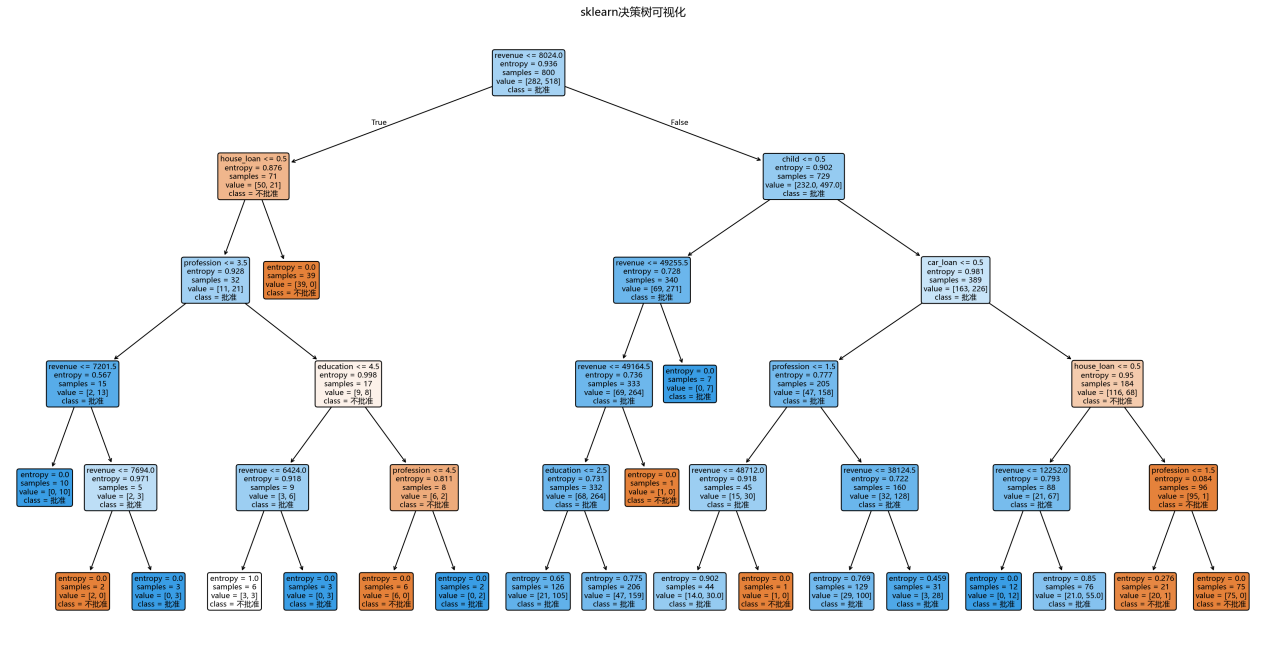 sklearn决策树可视化
revenue <= 8024.0
entropy = 0.936
samples = 800
value = [282, 518]
class = 批准
True
False
house_loan <= 0.5
entropy = 0.876
samples = 71
value = [50, 21]
class = 不批准
child <= 0.5
entropy = 0.902
samples = 729
value = [232.0, 497.0]
class = 批准
profession <= 3.5
entropy = 0.928
samples = 32
value = [11, 21]
class = 批准
entropy = 0.0
samples = 39
value = [39, 0]
class = 不批准
revenue <= 49255.5
entropy = 0.728
samples = 340
value = [69, 271]
class = 批准
car_loan <= 0.5
entropy = 0.981
samples = 389
value = [163, 226]
class = 批准
revenue <= 7201.5
entropy = 0.567
samples = 15
value = [2, 13]
class = 批准
education <= 4.5
entropy = 0.998
samples = 17
value = [9, 8]
class = 不批准
revenue <= 49164.5
entropy = 0.736
samples = 333
value = [69, 264]
class = 批准
entropy = 0.0
samples = 7
value = [0, 7]
class = 批准
profession <= 1.5
entropy = 0.777
samples = 205
value = [47, 158]
class = 批准
house_loan <= 0.5
entropy = 0.95
samples = 184
value = [116, 68]
class = 不批准
entropy = 0.0
samples = 10
value = [0, 10]
class = 批准
revenue <= 7694.0
entropy = 0.971
samples = 5
value = [2, 3]
class = 批准
revenue <= 6424.0
entropy = 0.918
samples = 9
value = [3, 6]
class = 批准
profession <= 4.5
entropy = 0.811
samples = 8
value = [6, 2]
class = 不批准
education <= 2.5
entropy = 0.731
samples = 332
value = [68, 264]
class = 批准
entropy = 0.0
samples = 1
value = [1, 0]
class = 不批准
revenue <= 48712.0
entropy = 0.918
samples = 45
value = [15, 30]
class = 批准
revenue <= 38124.5
entropy = 0.722
samples = 160
value = [32, 128]
class = 批准
revenue <= 12252.0
entropy = 0.793
samples = 88
value = [21, 67]
class = 批准
profession <= 1.5
entropy = 0.084
samples = 96
value = [95, 1]
class = 不批准
entropy = 0.0
samples = 2
value = [2, 0]
class = 不批准
entropy = 0.0
samples = 3
value = [0, 3]
class = 批准
entropy = 1.0
samples = 6
value = [3, 3]
class = 不批准
entropy = 0.0
samples = 3
value = [0, 3]
class = 批准
entropy = 0.0
samples = 6
value = [6, 0]
class = 不批准
entropy = 0.0
samples = 2
value = [0, 2]
class = 批准
entropy = 0.65
samples = 126
value = [21, 105]
class = 批准
entropy = 0.775
samples = 206
value = [47, 159]
class = 批准
entropy = 0.902
samples = 44
value = [14.0, 30.0]
class = 批准
entropy = 0.0
samples = 1
value = [1, 0]
class = 不批准
entropy = 0.769
samples = 129
value = [29, 100]
class = 批准
entropy = 0.459
samples = 31
value = [3, 28]
class = 批准
entropy = 0.0
samples = 12
value = [0, 12]
class = 批准
entropy = 0.85
samples = 76
value = [21.0, 55.0]
class = 批准
entropy = 0.276
samples = 21
value = [20, 1]
class = 不批准
entropy = 0.0
samples = 75
value = [75, 0]
class = 不批准